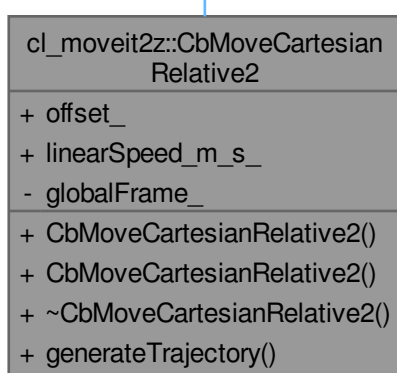 cl_moveit2z::CbMoveCartesian
Relative2
+ offset_
+ linearSpeed_m_s_
- globalFrame_
+ CbMoveCartesianRelative2()
+ CbMoveCartesianRelative2()
+ ~CbMoveCartesianRelative2()
+ generateTrajectory()